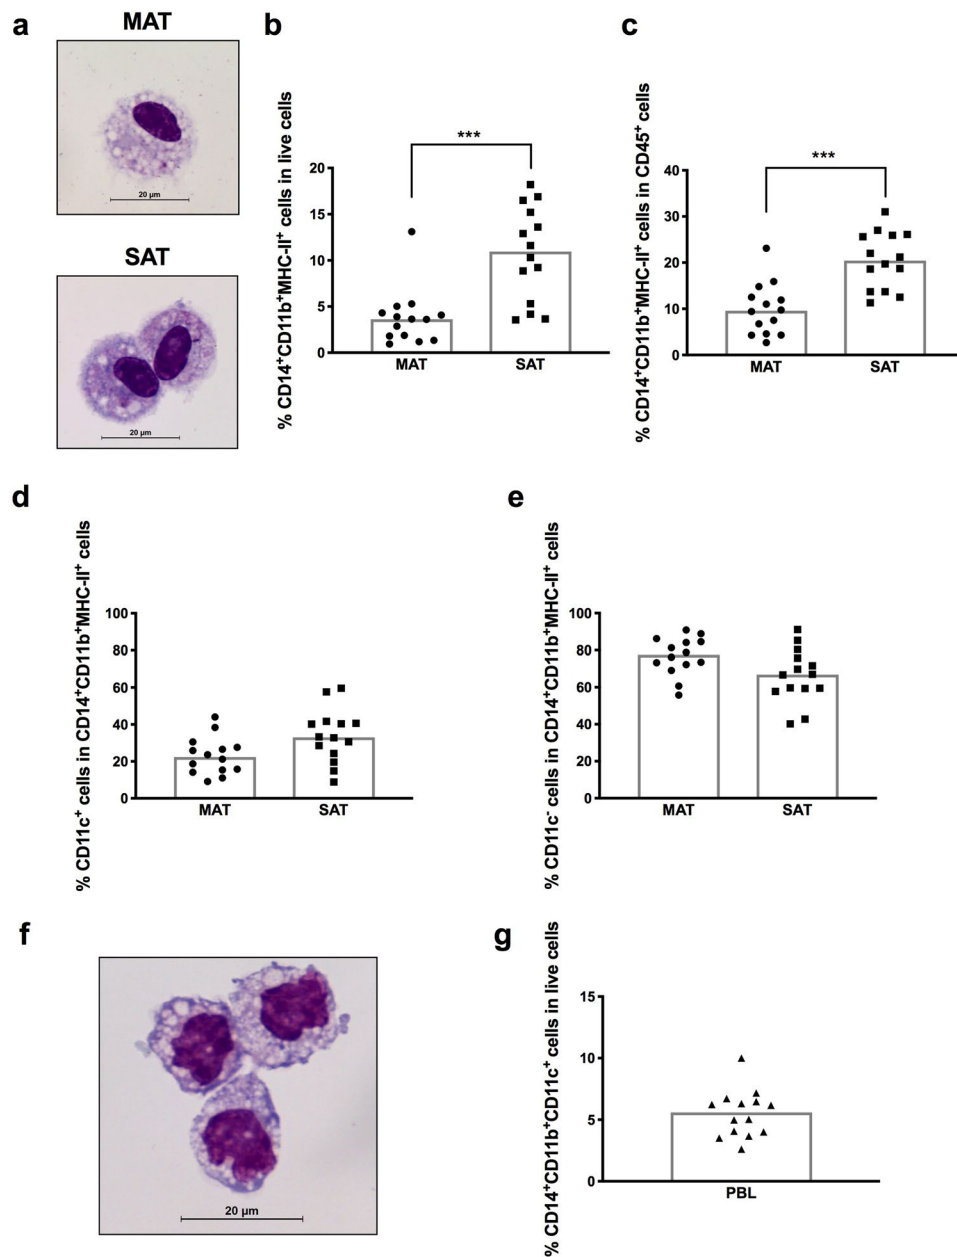 a
MAT
20 µm
SAT
20 µm
b
% CD14⁺CD11b⁺MHC-II⁺ cells in live cells
***
20
15
10
5
0
MAT SAT
c
% CD14⁺CD11b⁺MHC-II⁺ cells in CD45⁺ cells
***
40
30
20
10
0
MAT SAT
d
% CD11c⁺ cells in CD14⁺CD11b⁺MHC-II⁺ cells
100
80
60
40
20
0
MAT SAT
e
% CD11c⁻ cells in CD14⁺CD11b⁺MHC-II⁺ cells
100
80
60
40
20
0
MAT SAT
f
20 µm
g
% CD14⁺CD11b⁺CD11c⁺ cells in live cells
15
10
5
0
PBL